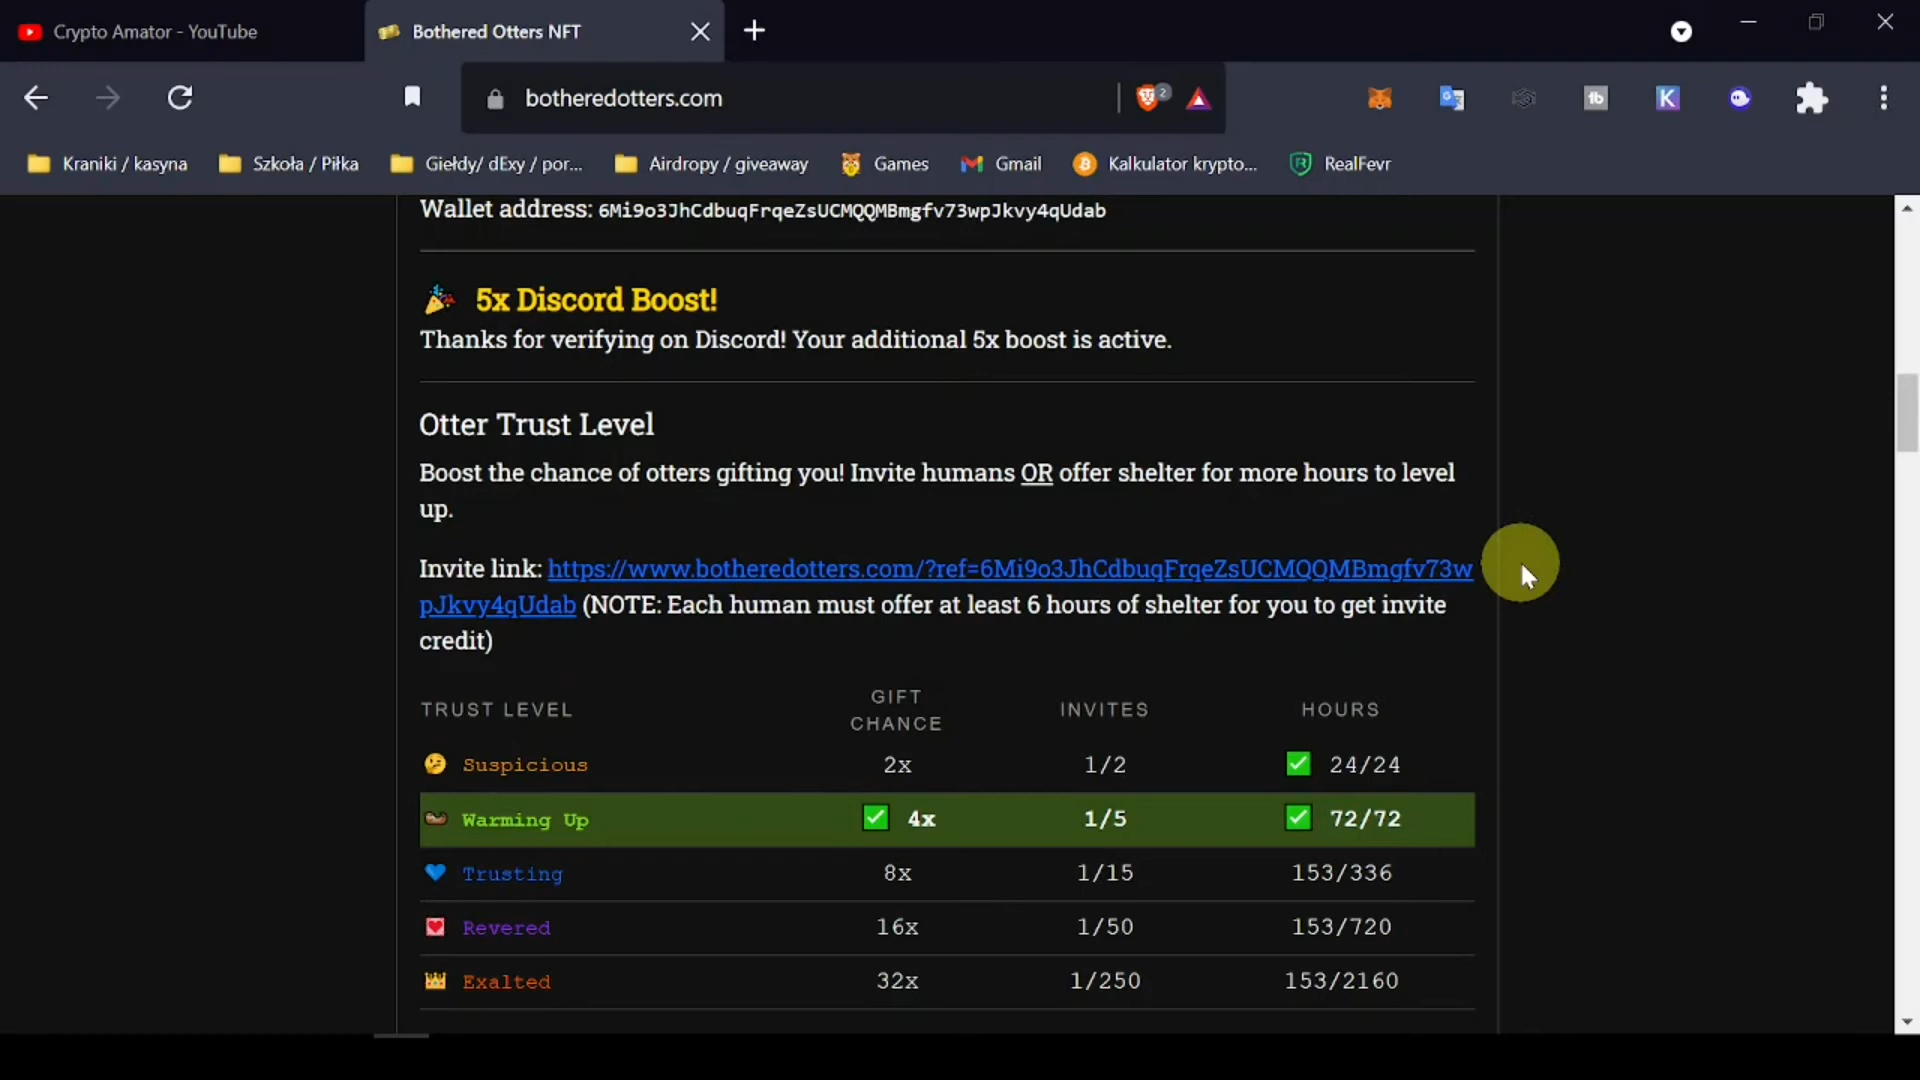 Crypto Amator - YouTube
Bothered Otters NFT
botheredotters.com
2
Kraniki / kasyna
Szkoła / Piłka
Giełdy/ dExy / por...
Airdropy / giveaway
Games
Gmail
Kalkulator krypto...
RealFevr
Wallet address: 6Mi9o3JhCdbuqFrqeZsUCMQQMBmgfv73wpJkvy4qUdab
5x Discord Boost!
Thanks for verifying on Discord! Your additional 5x boost is active.
Otter Trust Level
Boost the chance of otters gifting you! Invite humans OR offer shelter for more hours to level
up.
Invite link: https://www.botheredotters.com/?ref=6Mi9o3JhCdbuqFrqeZsUCMQQMBmgfv73w
pJkvy4qUdab (NOTE: Each human must offer at least 6 hours of shelter for you to get invite
credit)
TRUST LEVEL GIFT CHANCE INVITES HOURS
Suspicious 2x 1/2 24/24
Warming Up 4x 1/5 72/72
Trusting 8x 1/15 153/336
Revered 16x 1/50 153/720
Exalted 32x 1/250 153/2160